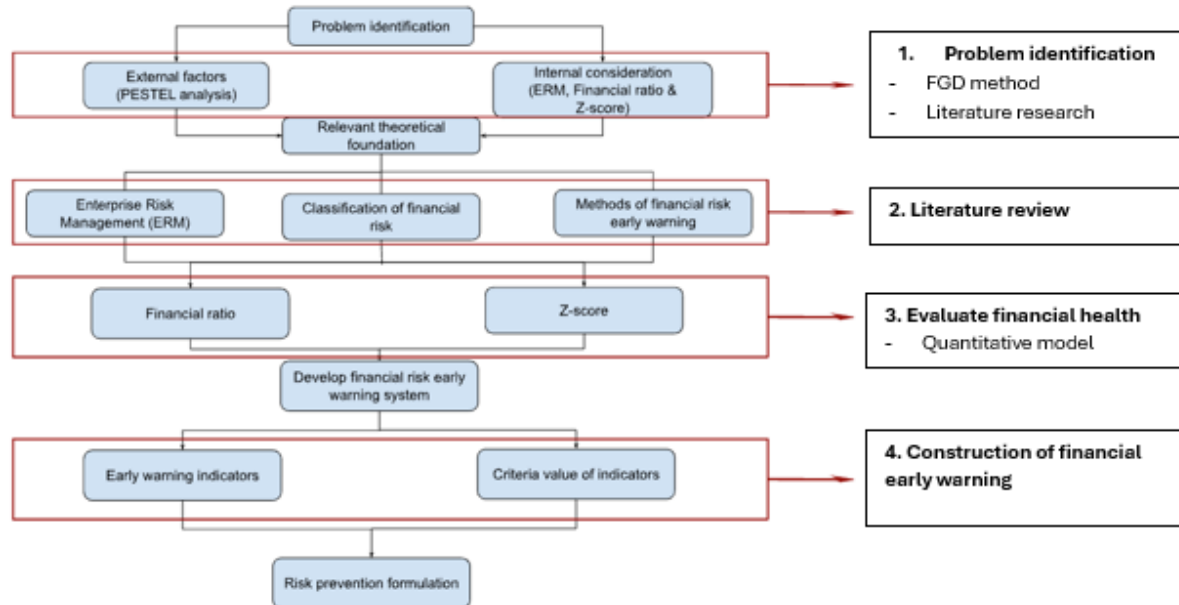 Problem identification
External factors
(PESTEL analysis)
Internal consideration
(ERM, Financial ratio &
Z-score)
1. Problem identification
- FGD method
- Literature research
Relevant theoretical
foundation
Enterprise Risk
Management (ERM)
Classification of financial
risk
Methods of financial risk
early warning
2. Literature review
Financial ratio
Z-score
3. Evaluate financial health
- Quantitative model
Develop financial risk early
warning system
Early warning indicators
Criteria value of indicators
4. Construction of financial
early warning
Risk prevention formulation